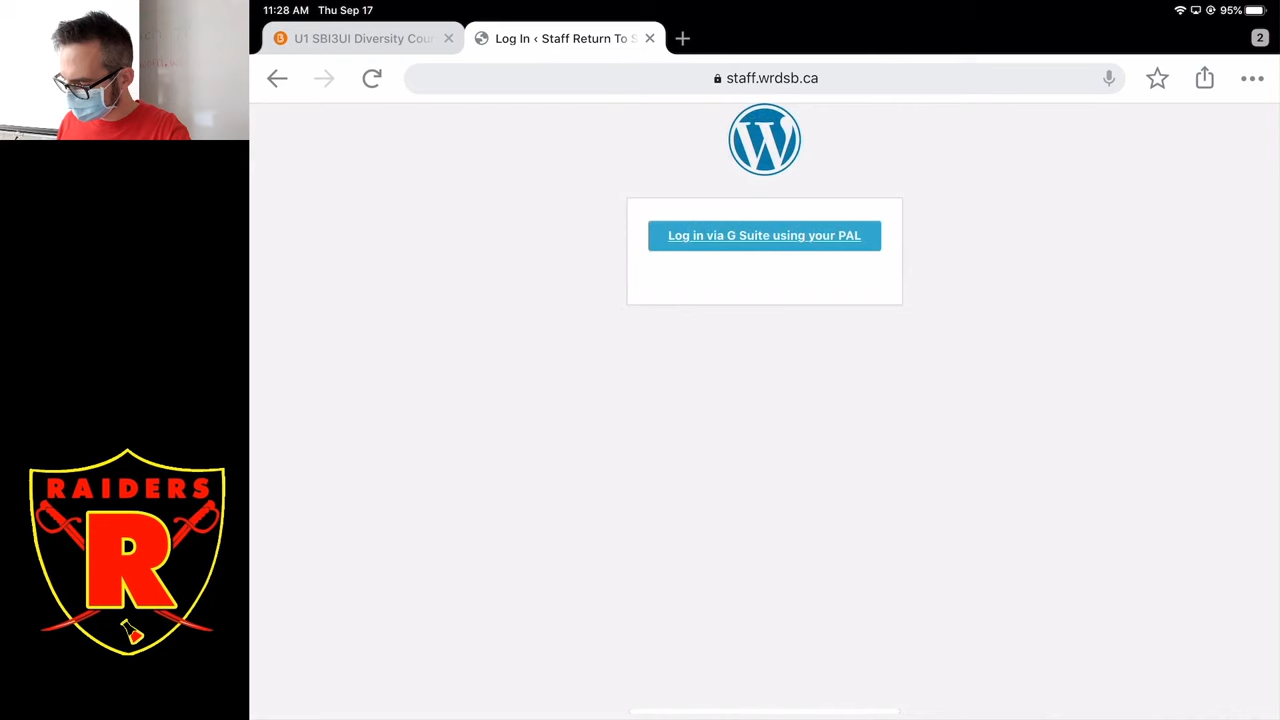 11:28 AM Thu Sep 17
95%
U1 SBI3UI Diversity Cour
Log In ‹ Staff Return To S
2
staff.wrdsb.ca
W
Log in via G Suite using your PAL
RAIDERS
R